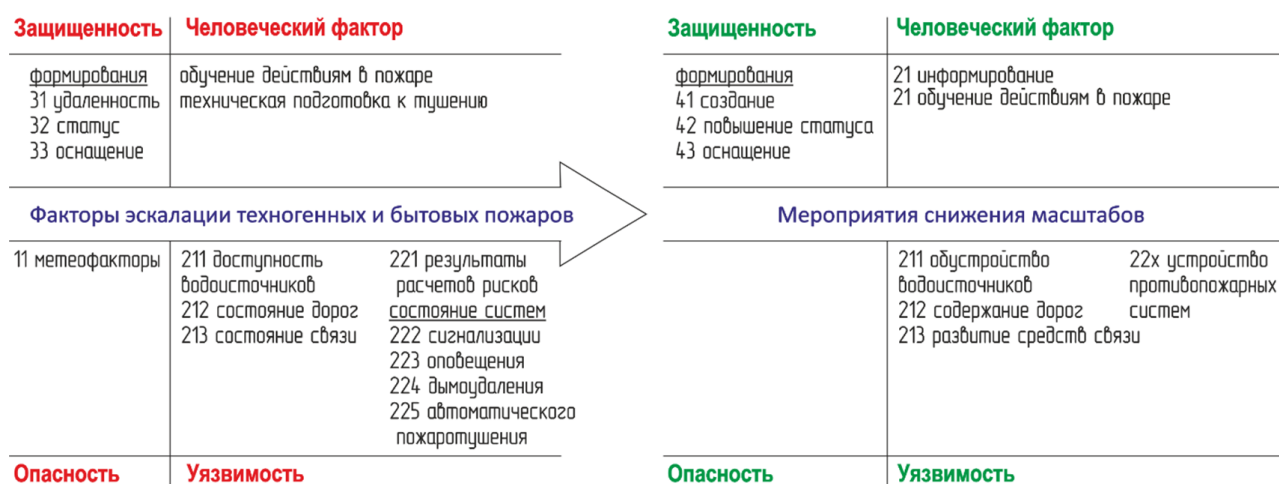 Защищенность
Человеческий фактор
формирования
31 удаленность
32 статус
33 оснащение
обучение действиям в пожаре
техническая подготовка к тушению
Факторы эскалации техногенных и бытовых пожаров
11 метеофакторы
211 доступность
водоисточников
212 состояние дорог
213 состояние связи
221 результаты
расчетов рисков
состояние систем
222 сигнализации
223 оповещения
224 дымоудаления
225 автоматического
пожаротушения
Опасность
Уязвимость
Защищенность
Человеческий фактор
формирования
41 создание
42 повышение статуса
43 оснащение
21 информирование
21 обучение действиям в пожаре
Мероприятия снижения масштабов
211 обустройство
водоисточников
212 содержание дорог
213 развитие средств связи
22х устройство
противопожарных
систем
Опасность
Уязвимость